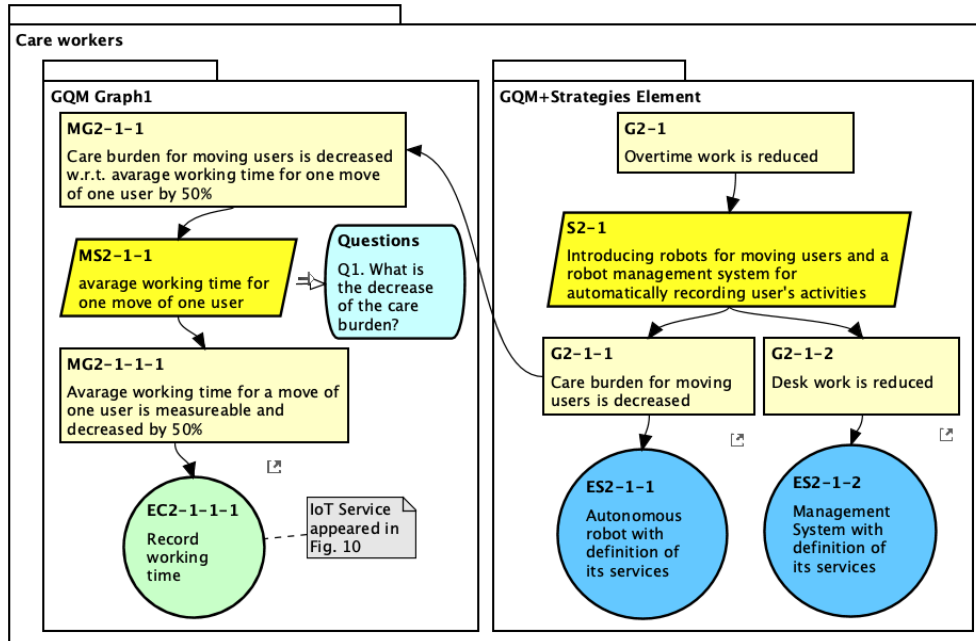 Care workers
GQM Graph1
MG2-1-1
Care burden for moving users is decreased
w.r.t. avarage working time for one move
of one user by 50%
MS2-1-1
avarage working time for
one move of one user
Questions
Q1. What is
the decrease
of the care
burden?
MG2-1-1-1
Avarage working time for a move of
one user is measureable and
decreased by 50%
EC2-1-1-1
Record
working
time
IoT Service
appeared in
Fig. 10
GQM+Strategies Element
G2-1
Overtime work is reduced
S2-1
Introducing robots for moving users and a
robot management system for
automatically recording user's activities
G2-1-1
Care burden for moving
users is decreased
G2-1-2
Desk work is reduced
ES2-1-1
Autonomous
robot with
definition of
its services
ES2-1-2
Management
System with
definition of
its services